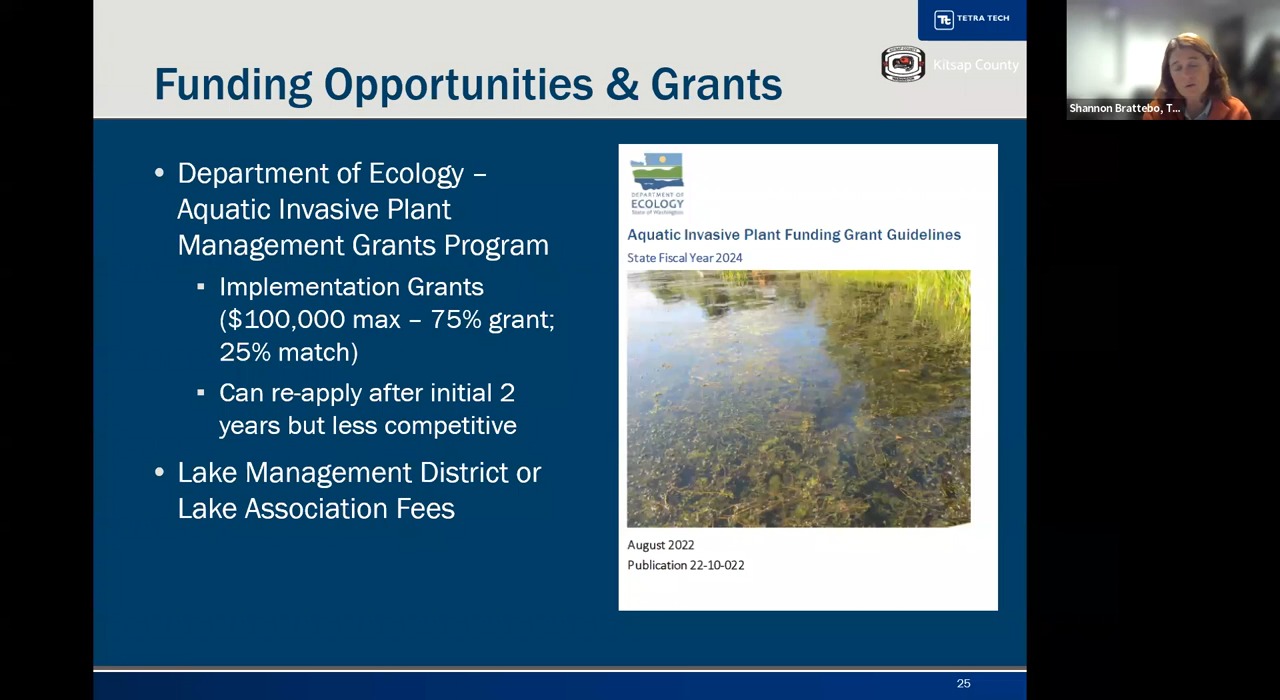 TETRA TECH
Kitsap County
Funding Opportunities & Grants
• Department of Ecology –
Aquatic Invasive Plant
Management Grants Program
▪ Implementation Grants
($100,000 max – 75% grant;
25% match)
▪ Can re-apply after initial 2
years but less competitive
• Lake Management District or
Lake Association Fees
DEPARTMENT OF
ECOLOGY
State of Washington
Aquatic Invasive Plant Funding Grant Guidelines
State Fiscal Year 2024
August 2022
Publication 22-10-022
25
Shannon Brattebo, T...